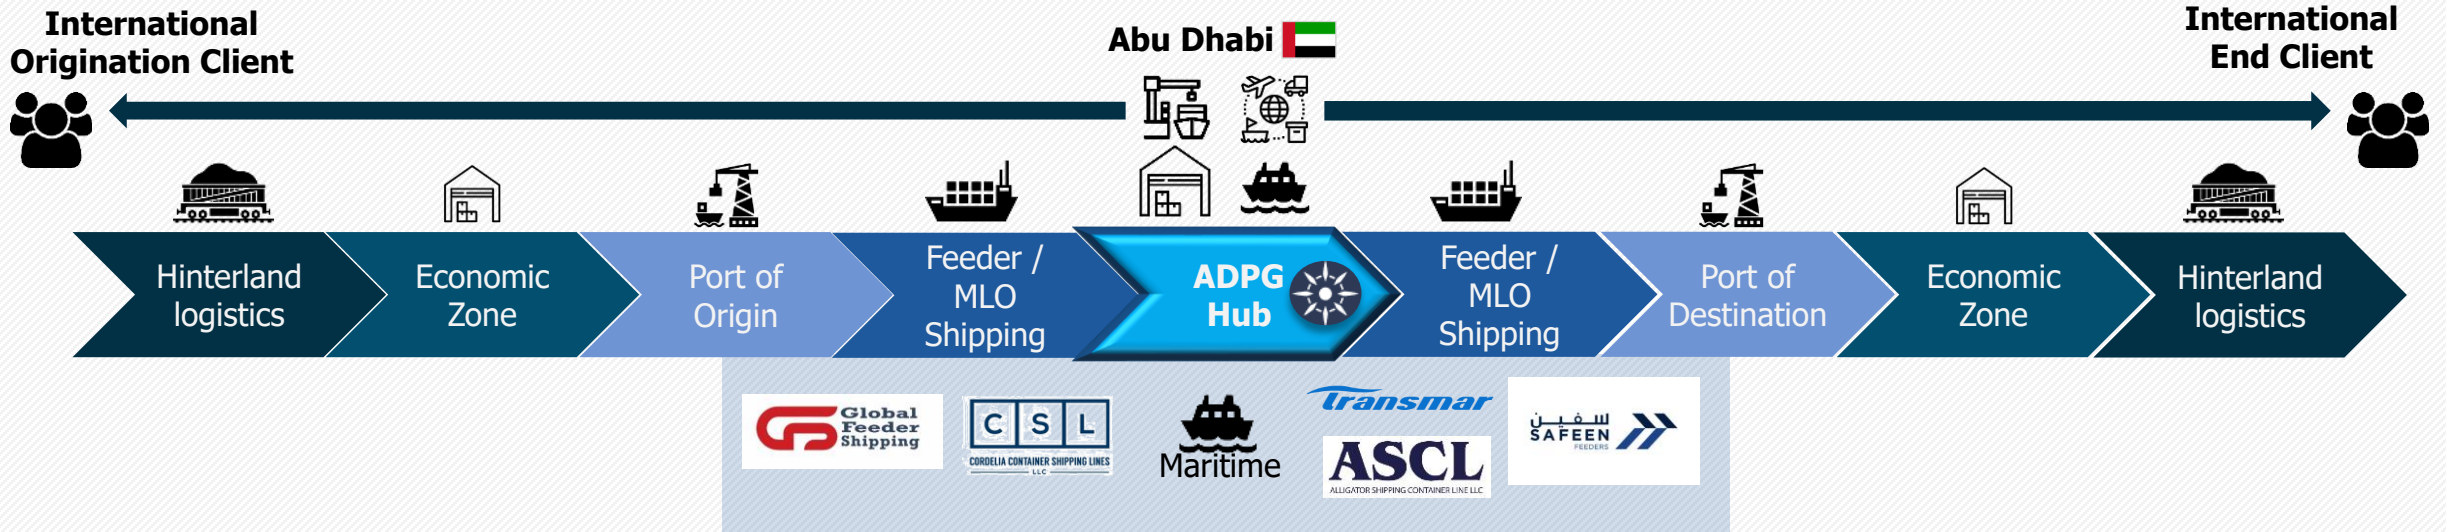 International
Origination Client
Abu Dhabi
International
End Client
Hinterland
logistics
Economic
Zone
Port of
Origin
Feeder /
MLO
Shipping
ADPG
Hub
Feeder /
MLO
Shipping
Port of
Destination
Economic
Zone
Hinterland
logistics
Global
Feeder
Shipping
C S L
CORDELIA CONTAINER SHIPPING LINES
LLC
Maritime
Transmar
ASCL
ALLIGATOR SHIPPING CONTAINER LINE LLC
سفين
SAFEEN
FEEDERS